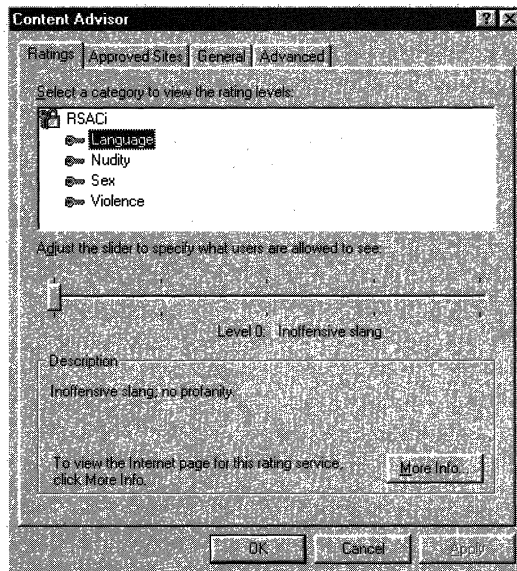 Content Advisor
Ratings Approved Sites General Advanced
Select a category to view the rating levels:
RSACi
Language
Nudity
Sex
Violence
Adjust the slider to specify what users are allowed to see:
Level 0: Inoffensive slang
Description
Inoffensive slang; no profanity.
To view the Internet page for this rating service,
click More Info.
More Info...
OK Cancel Apply